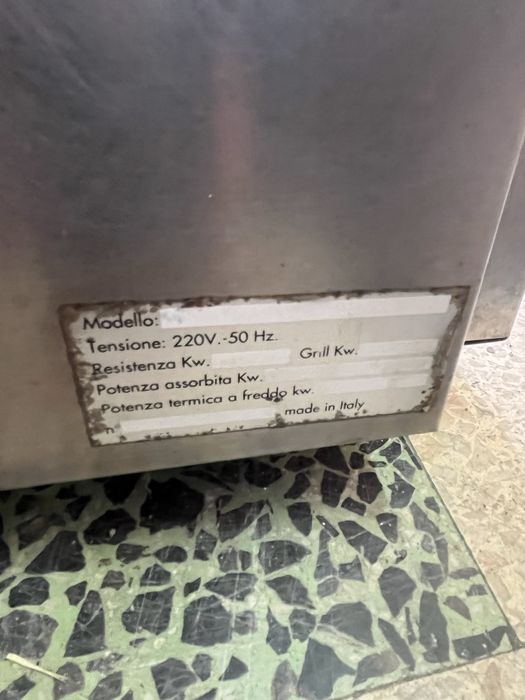 Modello:
Tensione: 220V.-50 Hz.
Resistenza Kw. Grill Kw.
Potenza assorbita Kw.
Potenza termica a freddo kw.
n° made in Italy